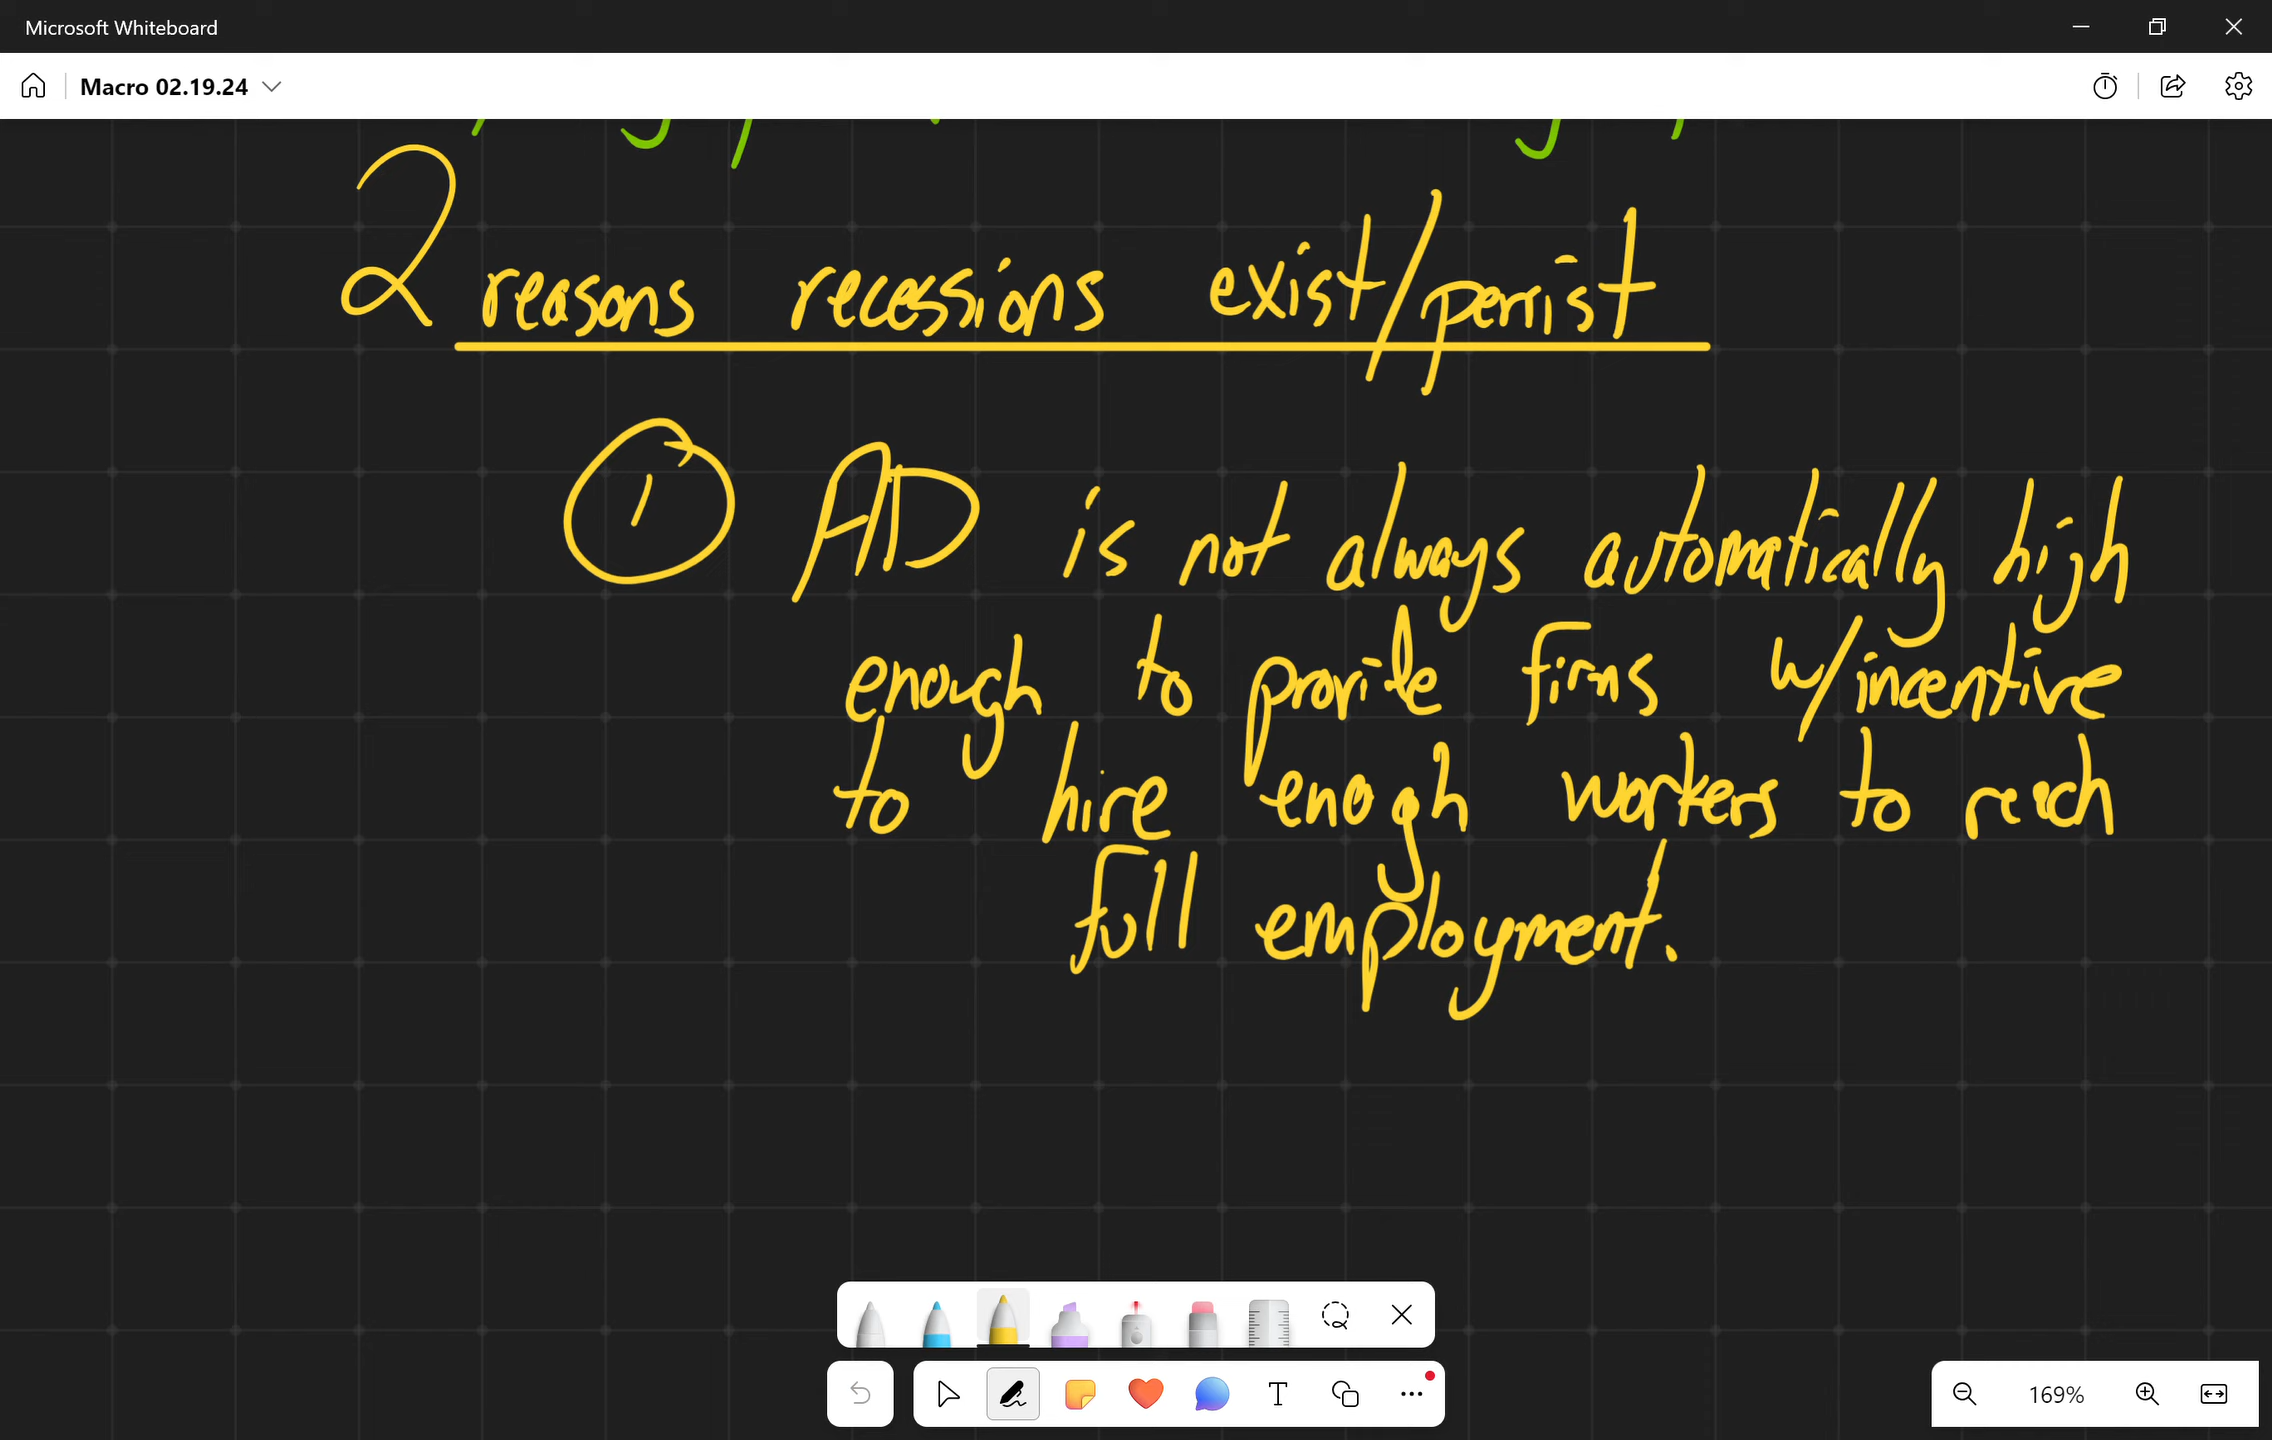 Microsoft Whiteboard
Macro 02.19.24
2 reasons recessions exist/persist
1 AD is not always automatically high
enough to provide firms w/incentive
to hire enough workers to reach
full employment.
T
169%